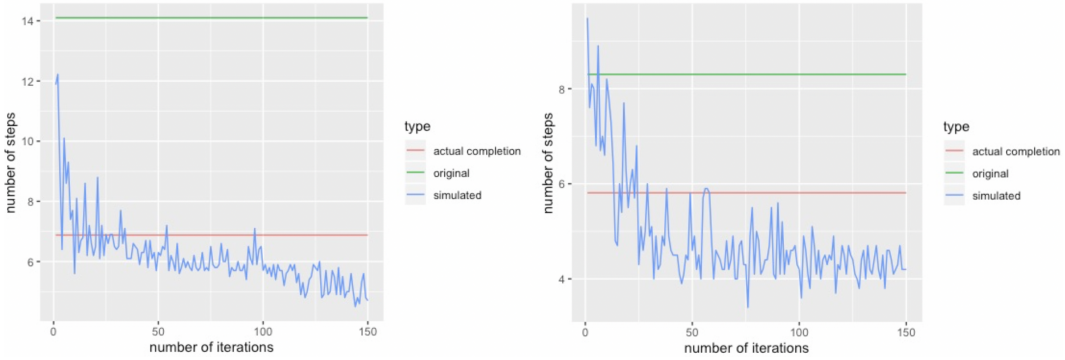 14
12
10
8
6
number of steps
0
50
100
150
number of iterations
type
actual completion
original
simulated
8
6
4
number of steps
0
50
100
150
number of iterations
type
actual completion
original
simulated